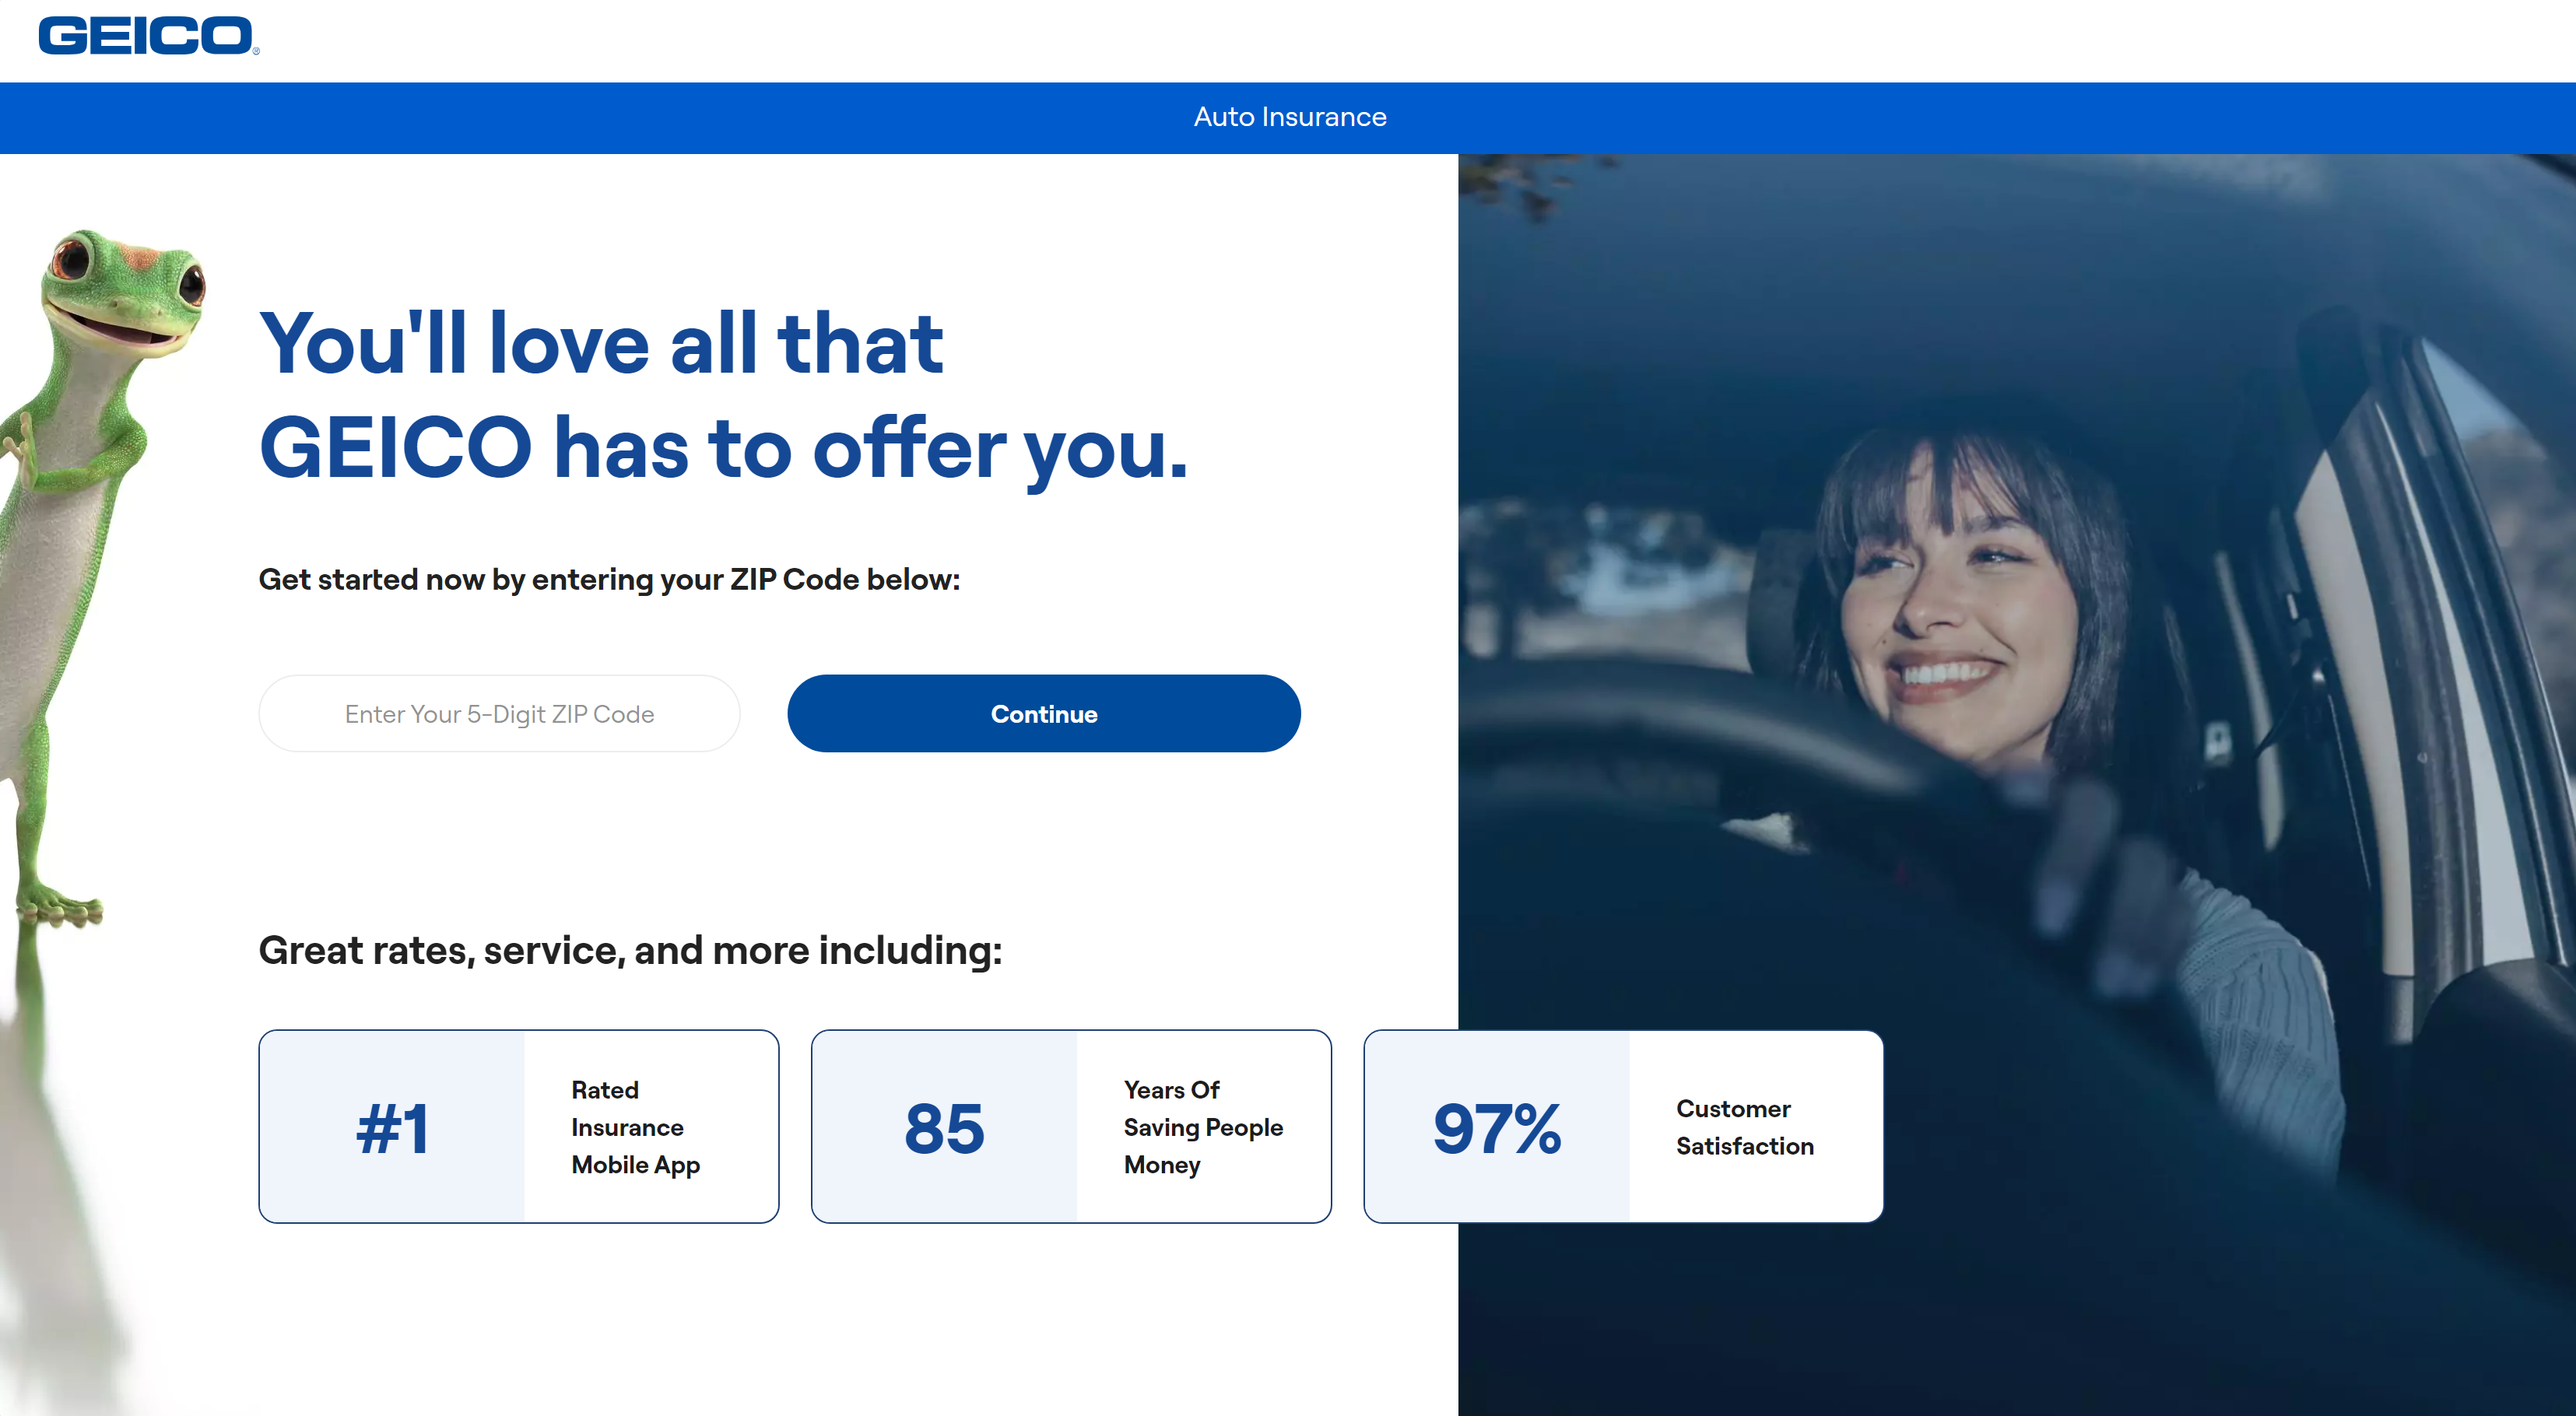 GEICO®
Auto Insurance
You'll love all that
GEICO has to offer you.
Get started now by entering your ZIP Code below:
Enter Your 5-Digit ZIP Code
Continue
Great rates, service, and more including:
#1
Rated
Insurance
Mobile App
85
Years Of
Saving People
Money
97%
Customer
Satisfaction